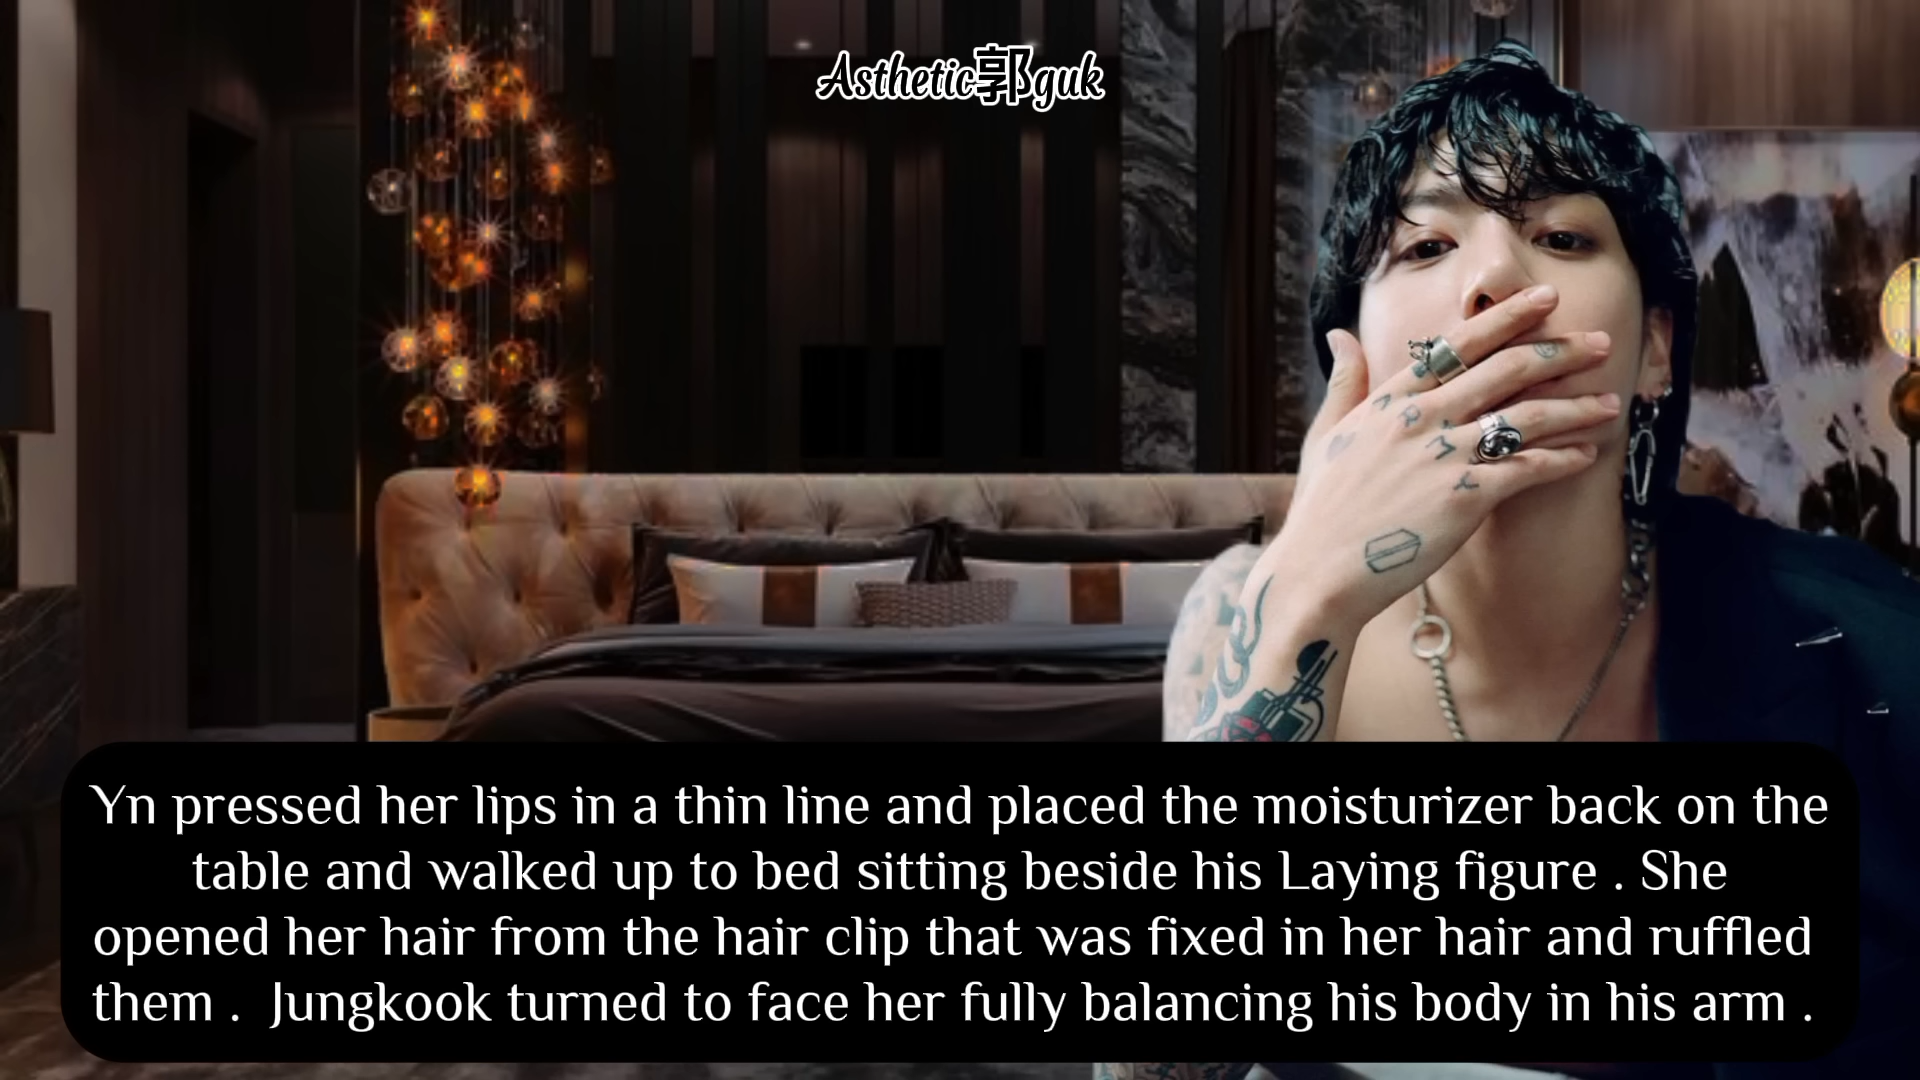 Asthetic郭guk
Yn pressed her lips in a thin line and placed the moisturizer back on the
table and walked up to bed sitting beside his Laying figure . She
opened her hair from the hair clip that was fixed in her hair and ruffled
them .  Jungkook turned to face her fully balancing his body in his arm .
ARMY